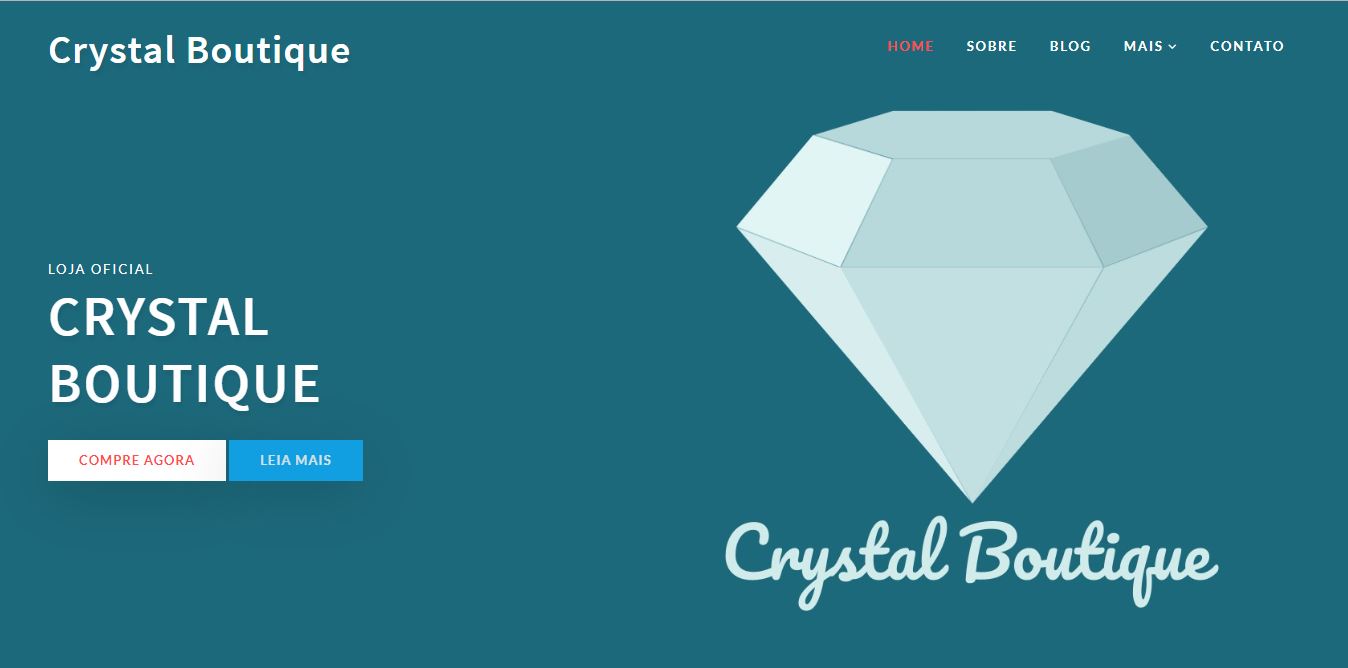 Crystal Boutique
HOME SOBRE BLOG MAIS CONTATO
LOJA OFICIAL
CRYSTAL
BOUTIQUE
COMPRE AGORA LEIA MAIS
Crystal Boutique